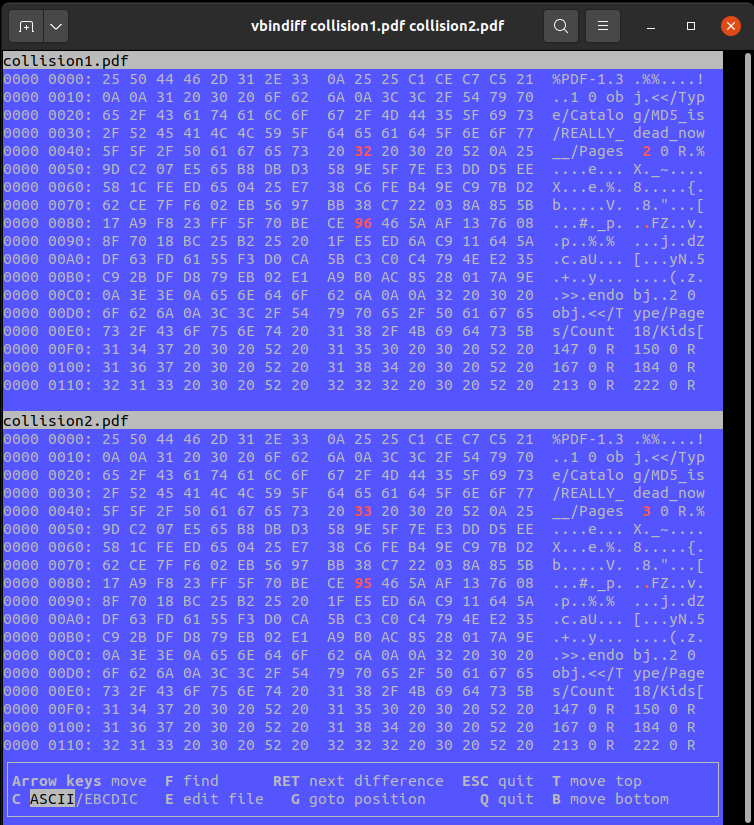 vbindiff collision1.pdf collision2.pdf
collision1.pdf
0000 0000: 25 50 44 46 2D 31 2E 33  0A 25 25 C1 CE C7 C5 21  %PDF-1.3 .%%....!
0000 0010: 0A 0A 31 20 30 20 6F 62  6A 0A 3C 3C 2F 54 79 70  ..1 0 ob j.<</Typ
0000 0020: 65 2F 43 61 74 61 6C 6F  67 2F 4D 44 35 5F 69 73  e/Catalo g/MD5_is
0000 0030: 2F 52 45 41 4C 4C 59 5F  64 65 61 64 5F 6E 6F 77  /REALLY_ dead_now
0000 0040: 5F 5F 2F 50 61 67 65 73  20 32 20 30 20 52 0A 25  __/Pages  2 0 R.%
0000 0050: 9D C2 07 E5 65 B8 DB D3  58 9E 5F 7E E3 DD D5 EE  ....e... X._~....
0000 0060: 58 1C FE ED 65 04 25 E7  38 C6 FE B4 9E C9 7B D2  X...e.%. 8.....{.
0000 0070: 62 CE 7F F6 02 EB 56 97  BB 38 C7 22 03 8A 85 5B  b.....V. .8."...[
0000 0080: 17 A9 F8 23 FF 5F 70 BE  CE 96 46 5A AF 13 76 08  ...#._p. ..FZ..v.
0000 0090: 8F 70 18 BC 25 B2 25 20  1F E5 ED 6A C9 11 64 5A  .p..%.%  ...j..dZ
0000 00A0: DF 63 FD 61 55 F3 D0 CA  5B C3 C0 C4 79 4E E2 35  .c.aU... [...yN.5
0000 00B0: C9 2B DF D8 79 EB 02 E1  A9 B0 AC 85 28 01 7A 9E  .+..y... ....(.z.
0000 00C0: 0A 3E 3E 0A 65 6E 64 6F  62 6A 0A 0A 32 20 30 20  .>>.endo bj..2 0
0000 00D0: 6F 62 6A 0A 3C 3C 2F 54  79 70 65 2F 50 61 67 65  obj.<</T ype/Page
0000 00E0: 73 2F 43 6F 75 6E 74 20  31 38 2F 4B 69 64 73 5B  s/Count  18/Kids[
0000 00F0: 31 34 37 20 30 20 52 20  31 35 30 20 30 20 52 20  147 0 R  150 0 R
0000 0100: 31 36 37 20 30 20 52 20  31 38 34 20 30 20 52 20  167 0 R  184 0 R
0000 0110: 32 31 33 20 30 20 52 20  32 32 32 20 30 20 52 20  213 0 R  222 0 R
collision2.pdf
0000 0000: 25 50 44 46 2D 31 2E 33  0A 25 25 C1 CE C7 C5 21  %PDF-1.3 .%%....!
0000 0010: 0A 0A 31 20 30 20 6F 62  6A 0A 3C 3C 2F 54 79 70  ..1 0 ob j.<</Typ
0000 0020: 65 2F 43 61 74 61 6C 6F  67 2F 4D 44 35 5F 69 73  e/Catalo g/MD5_is
0000 0030: 2F 52 45 41 4C 4C 59 5F  64 65 61 64 5F 6E 6F 77  /REALLY_ dead_now
0000 0040: 5F 5F 2F 50 61 67 65 73  20 33 20 30 20 52 0A 25  __/Pages  3 0 R.%
0000 0050: 9D C2 07 E5 65 B8 DB D3  58 9E 5F 7E E3 DD D5 EE  ....e... X._~....
0000 0060: 58 1C FE ED 65 04 25 E7  38 C6 FE B4 9E C9 7B D2  X...e.%. 8.....{.
0000 0070: 62 CE 7F F6 02 EB 56 97  BB 38 C7 22 03 8A 85 5B  b.....V. .8."...[
0000 0080: 17 A9 F8 23 FF 5F 70 BE  CE 95 46 5A AF 13 76 08  ...#._p. ..FZ..v.
0000 0090: 8F 70 18 BC 25 B2 25 20  1F E5 ED 6A C9 11 64 5A  .p..%.%  ...j..dZ
0000 00A0: DF 63 FD 61 55 F3 D0 CA  5B C3 C0 C4 79 4E E2 35  .c.aU... [...yN.5
0000 00B0: C9 2B DF D8 79 EB 02 E1  A9 B0 AC 85 28 01 7A 9E  .+..y... ....(.z.
0000 00C0: 0A 3E 3E 0A 65 6E 64 6F  62 6A 0A 0A 32 20 30 20  .>>.endo bj..2 0
0000 00D0: 6F 62 6A 0A 3C 3C 2F 54  79 70 65 2F 50 61 67 65  obj.<</T ype/Page
0000 00E0: 73 2F 43 6F 75 6E 74 20  31 38 2F 4B 69 64 73 5B  s/Count  18/Kids[
0000 00F0: 31 34 37 20 30 20 52 20  31 35 30 20 30 20 52 20  147 0 R  150 0 R
0000 0100: 31 36 37 20 30 20 52 20  31 38 34 20 30 20 52 20  167 0 R  184 0 R
0000 0110: 32 31 33 20 30 20 52 20  32 32 32 20 30 20 52 20  213 0 R  222 0 R
Arrow keys move  F find      RET next difference  ESC quit  T move top
C ASCII/EBCDIC   E edit file   G goto position      Q quit  B move bottom